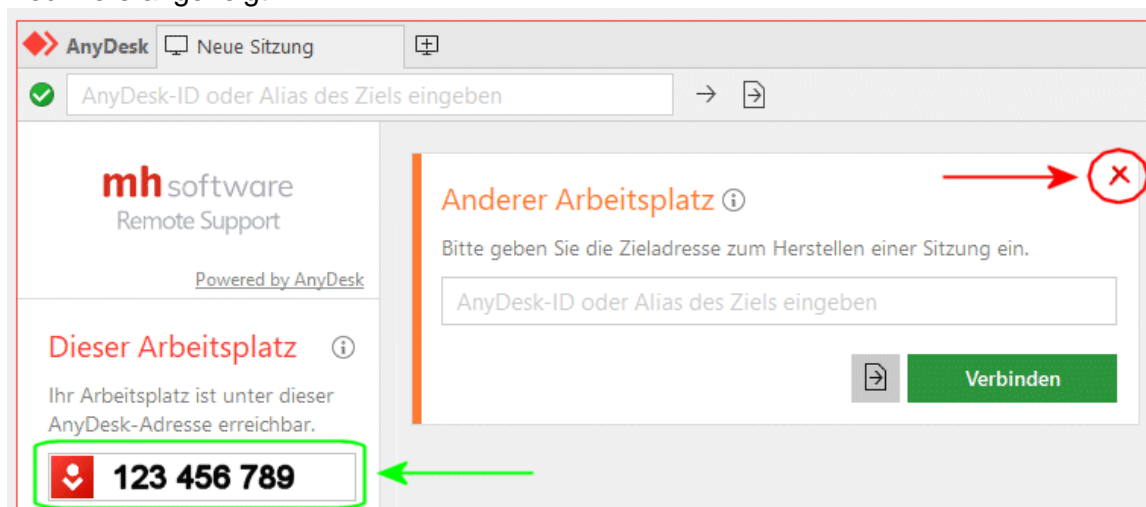 AnyDesk Neue Sitzung
AnyDesk-ID oder Alias des Ziels eingeben
mh software
Remote Support
Powered by AnyDesk
Dieser Arbeitsplatz
Ihr Arbeitsplatz ist unter dieser
AnyDesk-Adresse erreichbar.
123 456 789
Anderer Arbeitsplatz
Bitte geben Sie die Zieladresse zum Herstellen einer Sitzung ein.
AnyDesk-ID oder Alias des Ziels eingeben
Verbinden